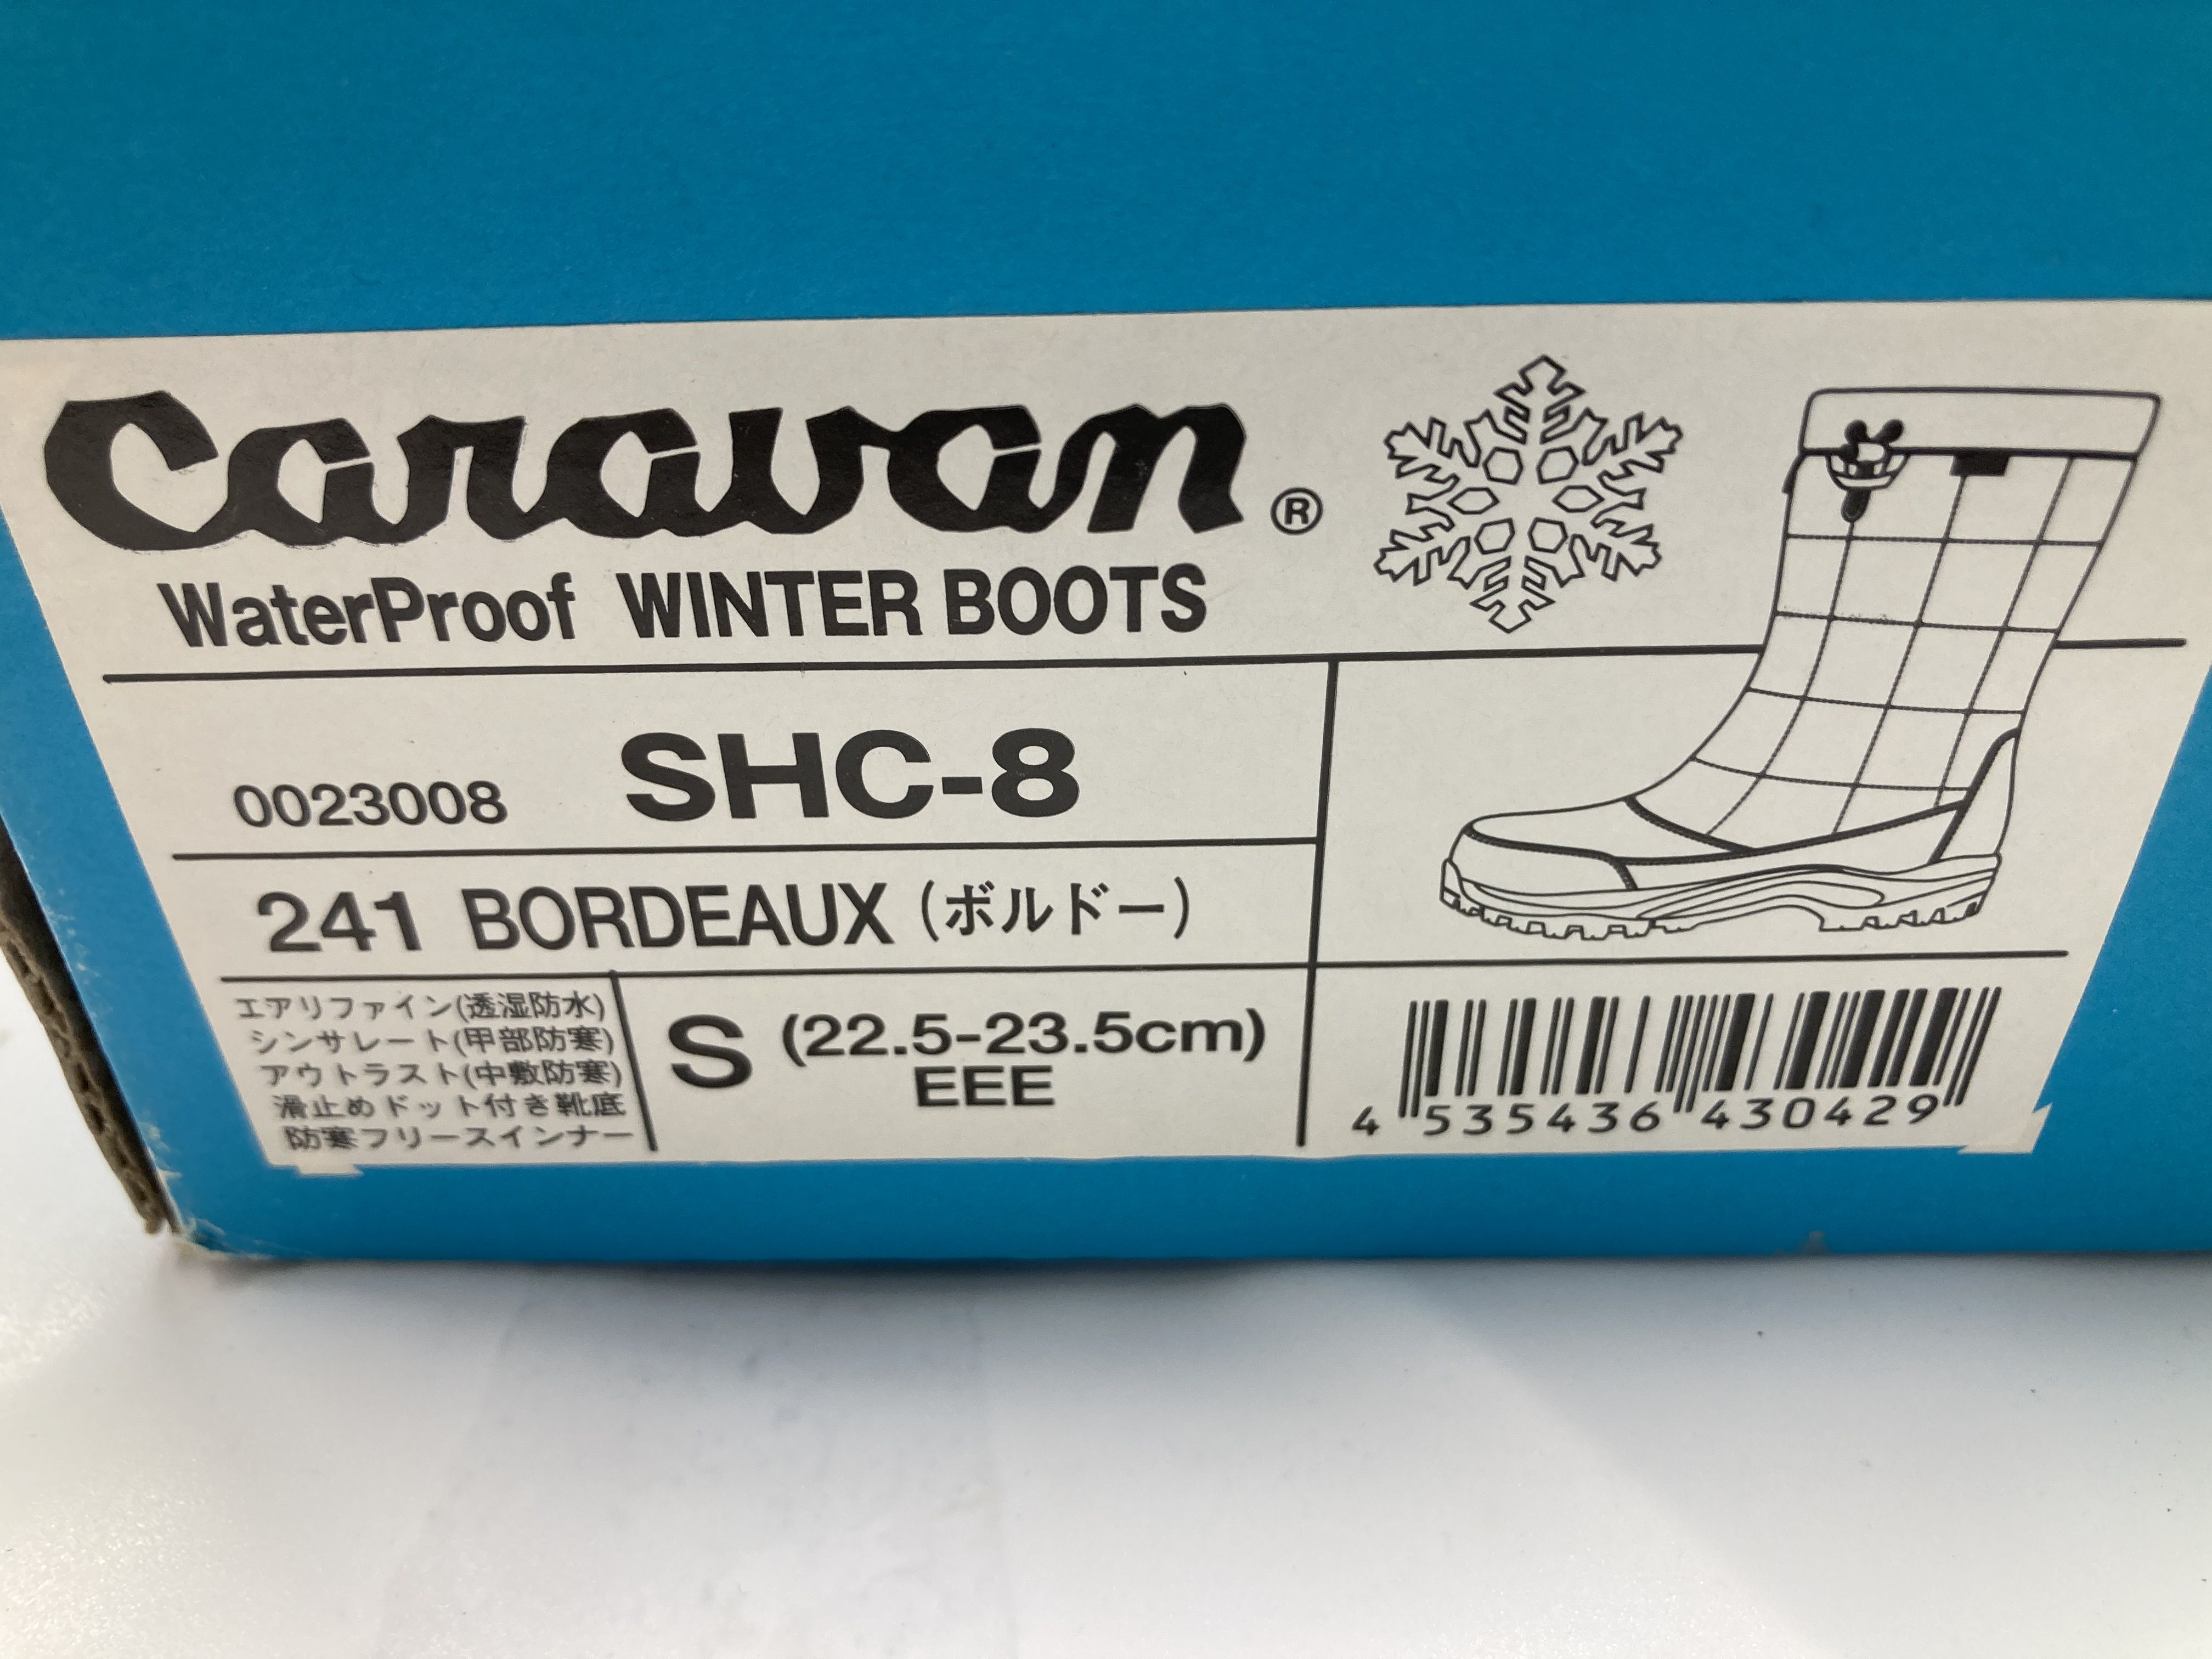 caravan ®
WaterProof WINTER BOOTS
0023008 SHC-8
241 BORDEAUX (ボルドー)
エアリファイン(透湿防水)
シンサレート(甲部防寒)
アウトラスト(中敷防寒)
滑止めドット付き靴底
防寒フリースインナー
S (22.5-23.5cm)
EEE
4 535436 430429